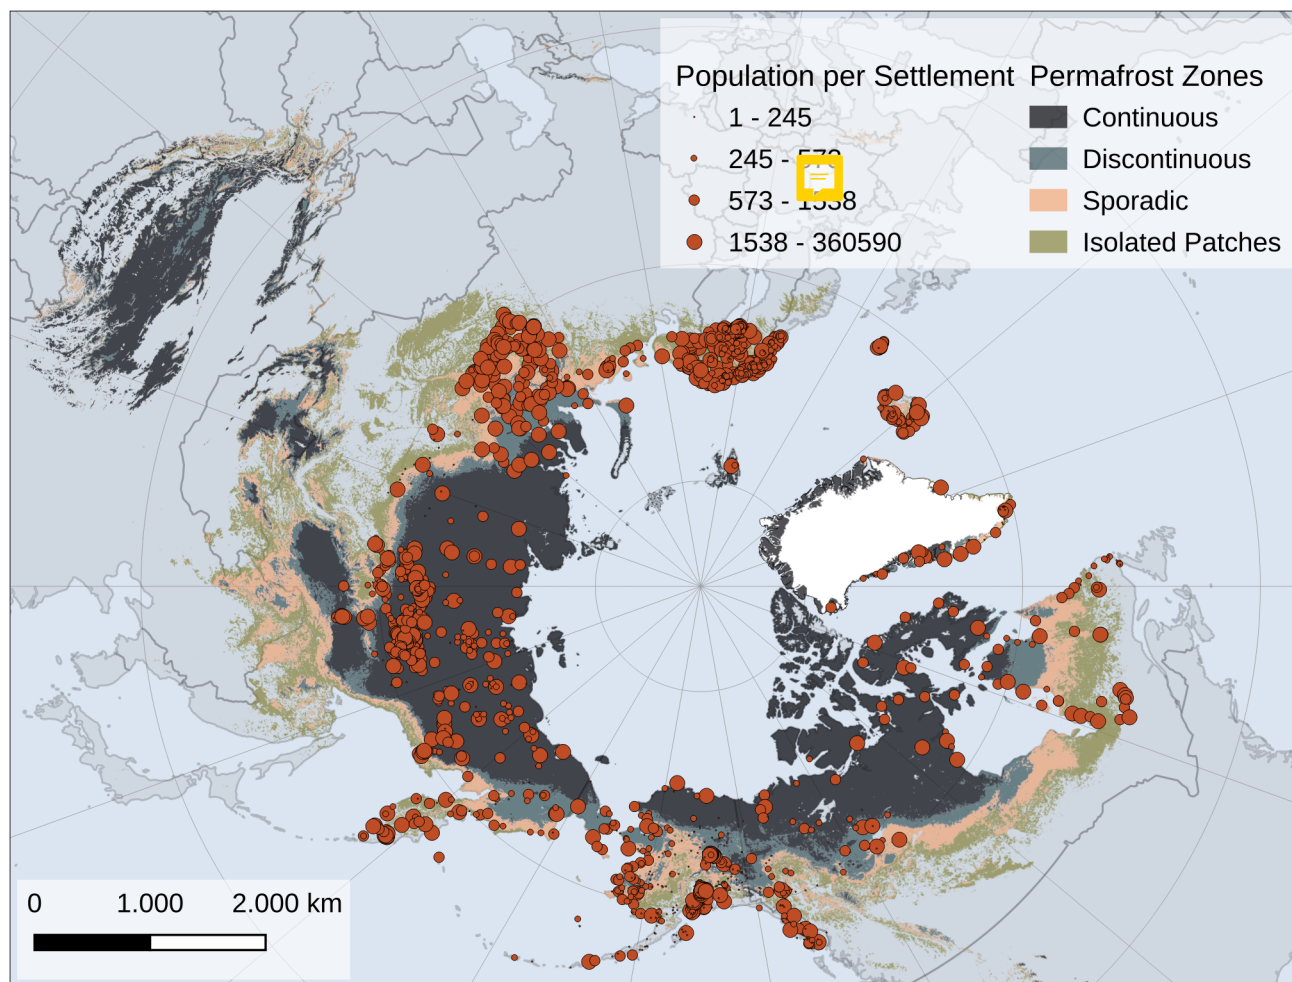 Population per Settlement Permafrost Zones
1 - 245 Continuous
245 - Discontinuous
573 - Sporadic
1538 - 360590 Isolated Patches
0 1.000 2.000 km